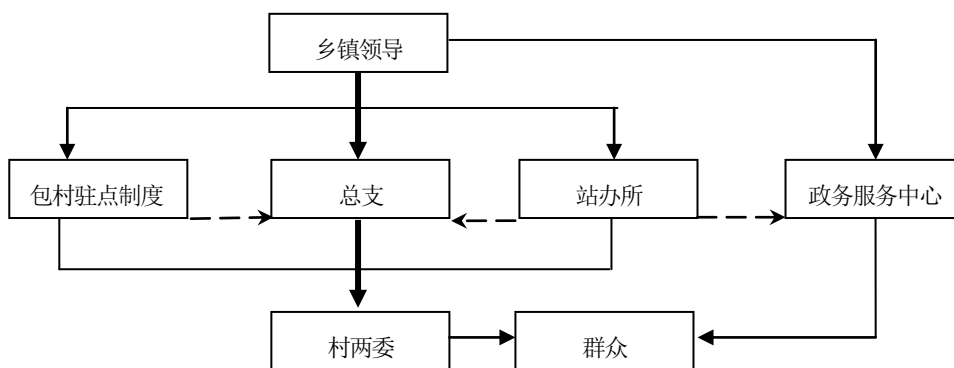 乡镇领导
包村驻点制度
总支
站办所
政务服务中心
村两委
群众